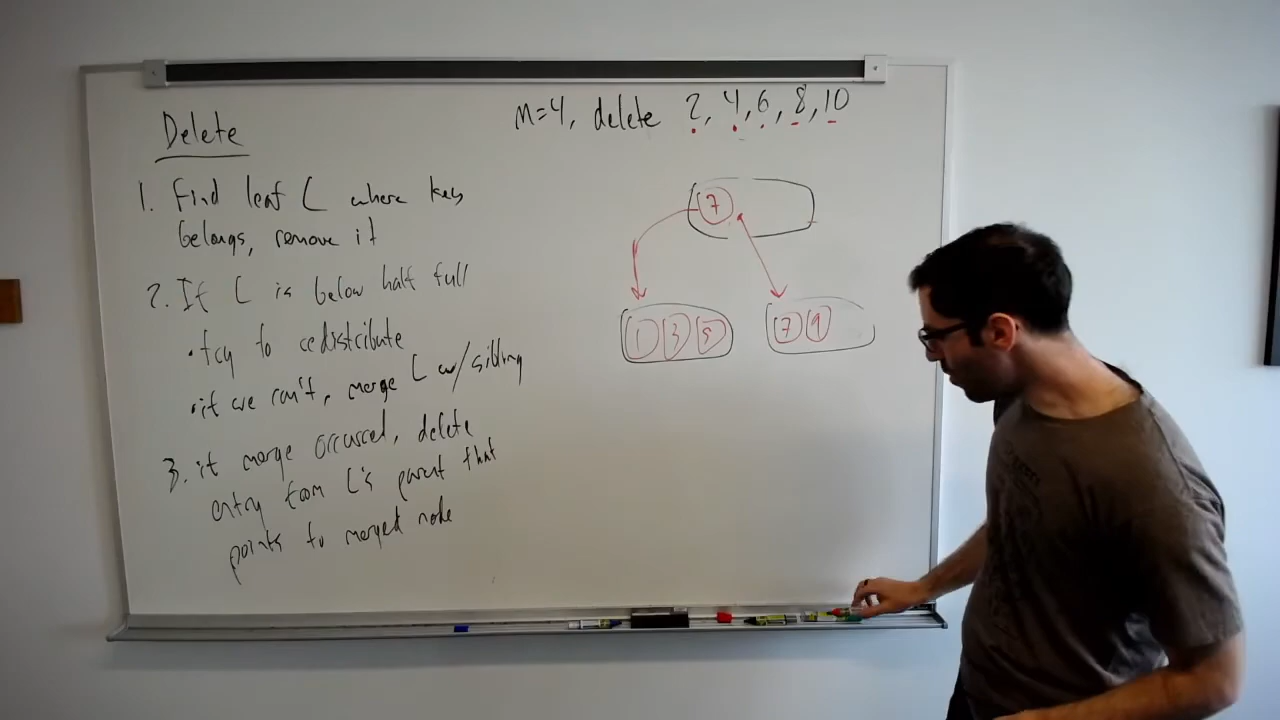 Delete
1. Find leaf L where key
belongs, remove it
2. If L is below half full
• try to redistribute
• if we can't, merge L w/ sibling
3. if merge occurred, delete
entry from L's parent that
points to merged node
M=4, delete 2, 4, 6, 8, 10
7
1 3 5
7 9